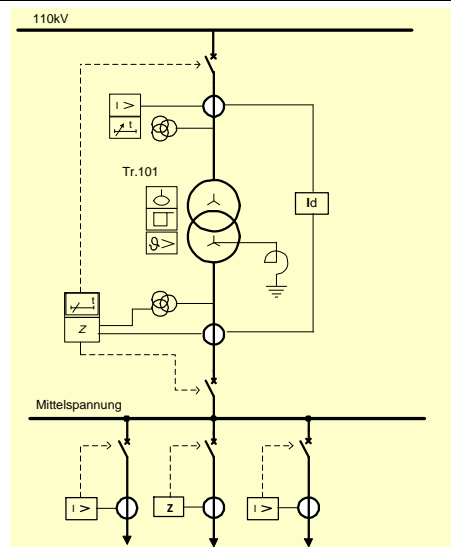 110kV
I >
t
Tr.101
Id
ϑ>
t
Z
Mittelspannung
I >
z
I >